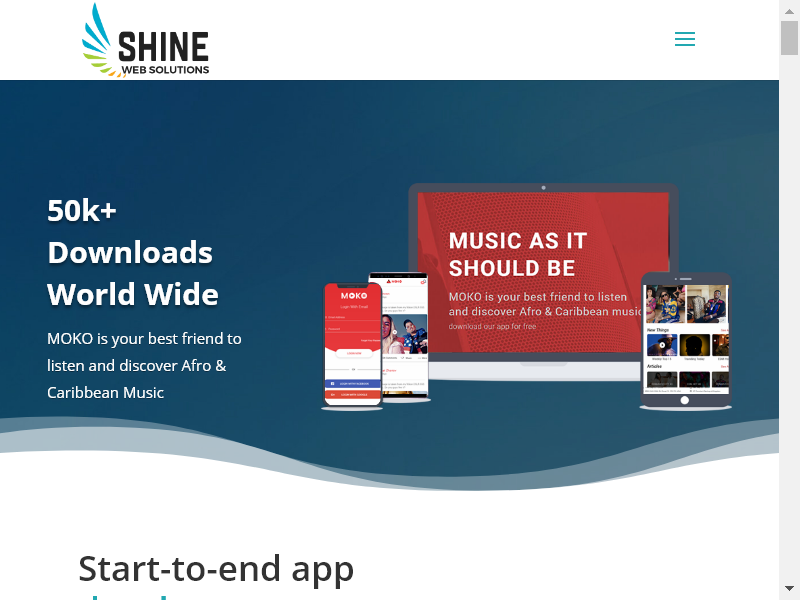 SHINE
WEB SOLUTIONS
50k+
Downloads
World Wide
MOKO is your best friend to
listen and discover Afro &
Caribbean Music
MUSIC AS IT
SHOULD BE
MOKO is your best friend to listen
and discover Afro & Caribbean music
download our app for free
MOKO
New Things
Articles
Start-to-end app